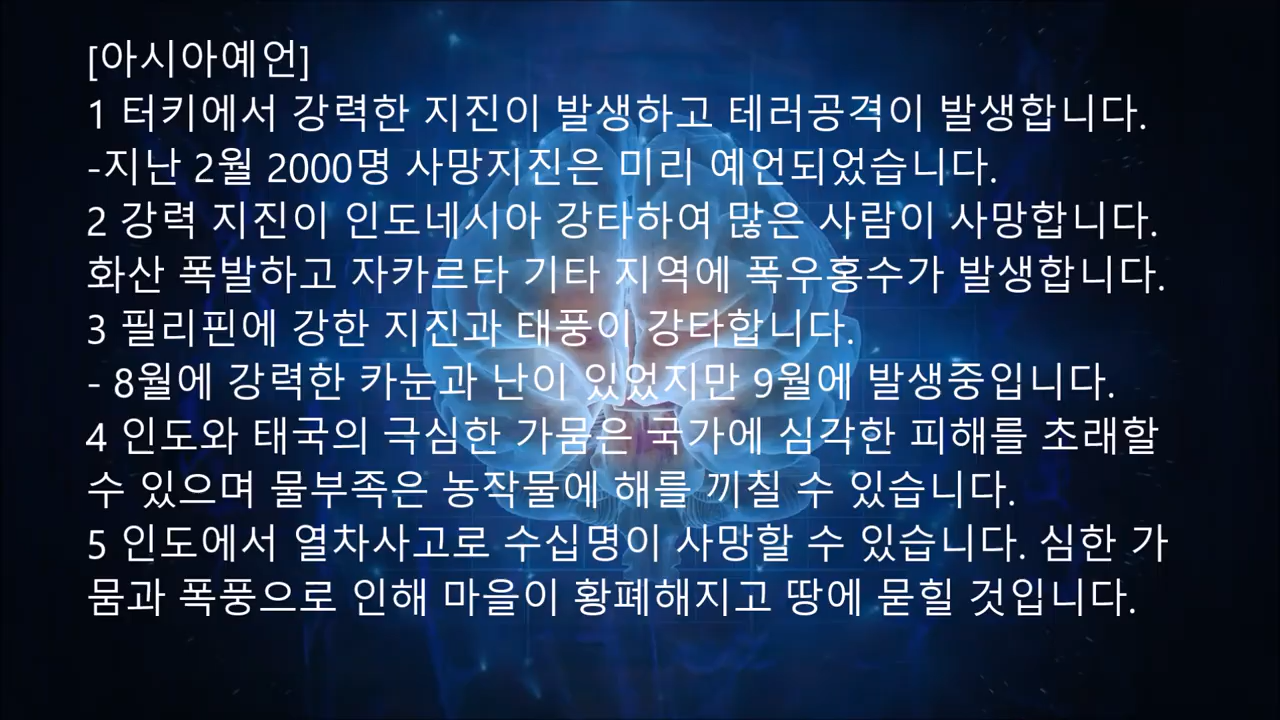 [아시아예언]
1 터키에서 강력한 지진이 발생하고 테러공격이 발생합니다.
-지난 2월 2000명 사망지진은 미리 예언되었습니다.
2 강력 지진이 인도네시아 강타하여 많은 사람이 사망합니다.
화산 폭발하고 자카르타 기타 지역에 폭우홍수가 발생합니다.
3 필리핀에 강한 지진과 태풍이 강타합니다.
- 8월에 강력한 카눈과 난이 있었지만 9월에 발생중입니다.
4 인도와 태국의 극심한 가뭄은 국가에 심각한 피해를 초래할
수 있으며 물부족은 농작물에 해를 끼칠 수 있습니다.
5 인도에서 열차사고로 수십명이 사망할 수 있습니다. 심한 가
뭄과 폭풍으로 인해 마을이 황폐해지고 땅에 묻힐 것입니다.